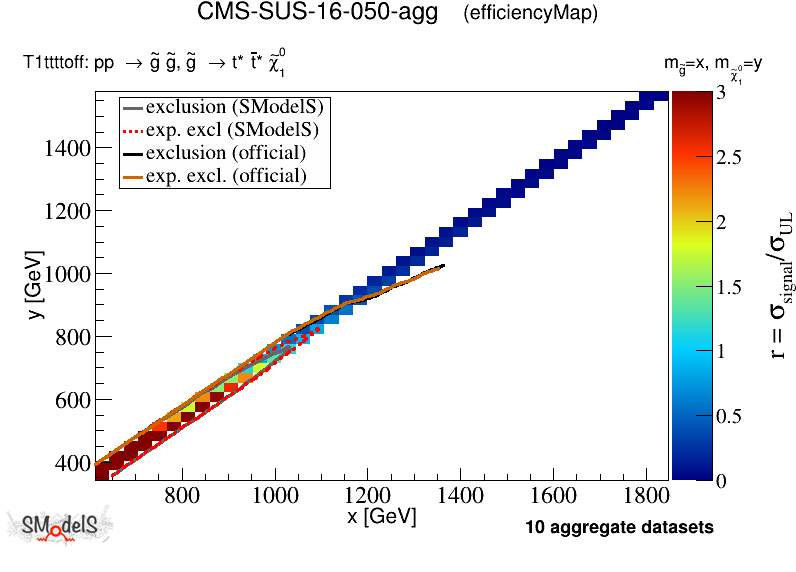 CMS-SUS-16-050-agg (efficiencyMap)
T1ttttoff: pp → g̃ g̃, g̃ → t* t̄* χ̃⁰₁
m_g̃=x, m_χ̃⁰₁=y
exclusion (SModelS)
exp. excl (SModelS)
exclusion (official)
exp. excl. (official)
y [GeV]
1400
1200
1000
800
600
400
800 1000 1200 1400 1600 1800
x [GeV]
3
2.5
2
1.5
1
0.5
0
r = σ_signal/σ_UL
SModelS
10 aggregate datasets